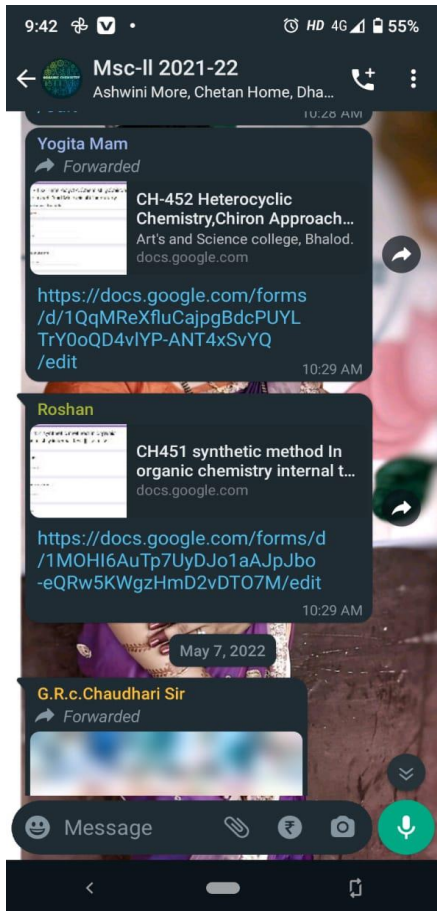 9:42
HD 4G 55%
Msc-II 2021-22
Ashwini More, Chetan Home, Dha...
10:28 AM
Yogita Mam
Forwarded
CH-452 Heterocyclic
Chemistry,Chiron Approach...
Art's and Science college, Bhalod.
docs.google.com
https://docs.google.com/forms
/d/1QqMReXfluCajpgBdcPUYL
TrY0oQD4vlYP-ANT4xSvYQ
/edit
10:29 AM
Roshan
CH451 synthetic method In
organic chemistry internal t...
docs.google.com
https://docs.google.com/forms/d
/1MOHI6AuTp7UyDJo1aAJpJbo
-eQRw5KWgzHmD2vDTO7M/edit
10:29 AM
May 7, 2022
G.R.c.Chaudhari Sir
Forwarded
Message